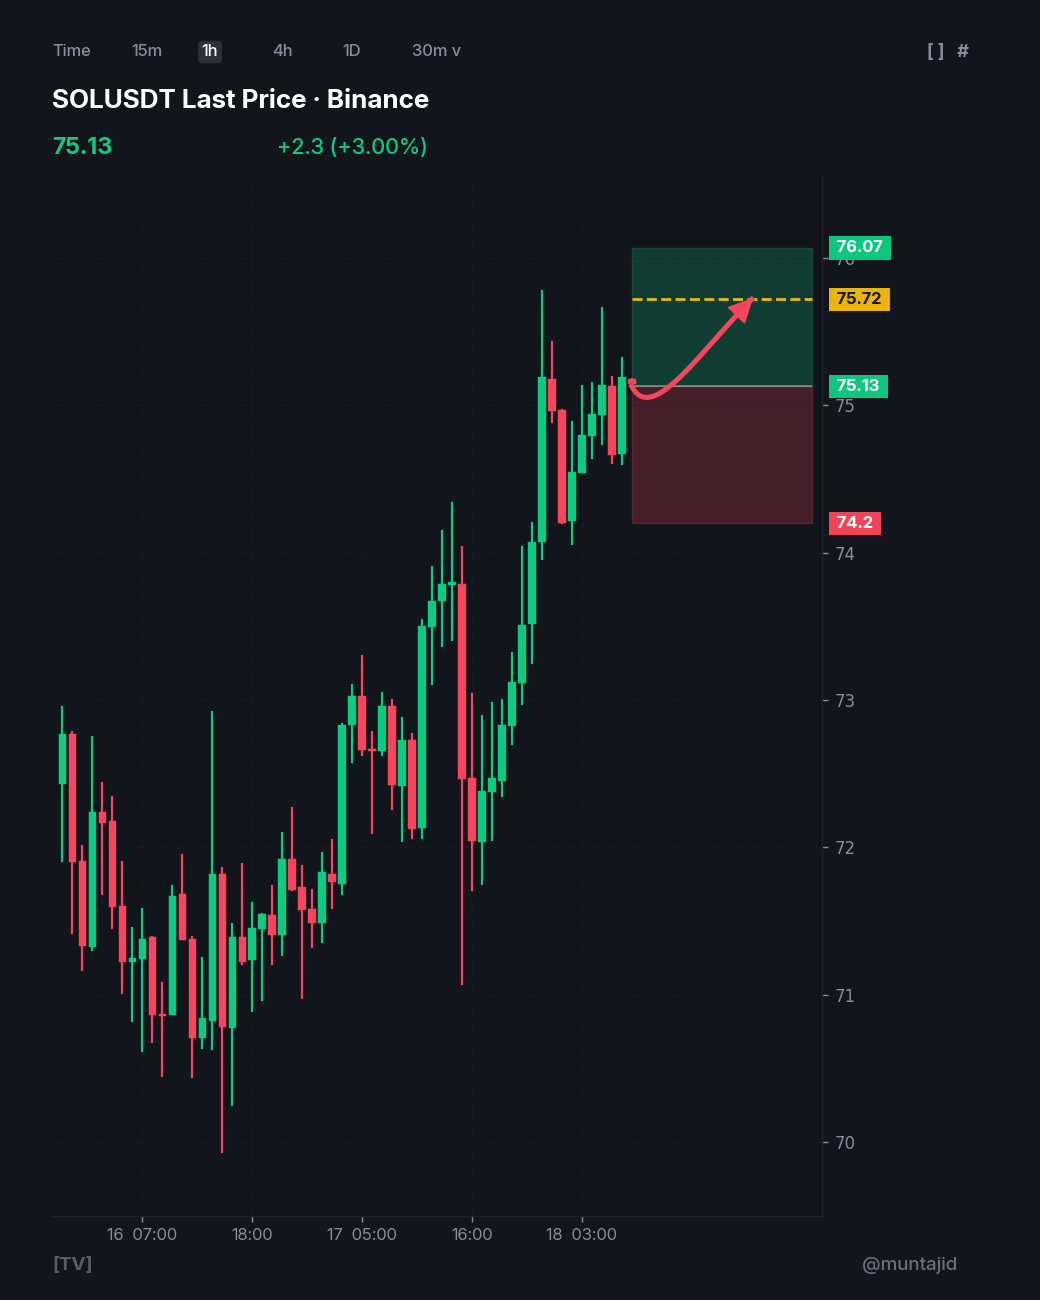 Time 15m 1h 4h 1D 30m v [ ] #
SOLUSDT Last Price · Binance
75.13 +2.3 (+3.00%)
76.07
76
75.72
75.13
75
74.2
74
73
72
71
70
16 07:00 18:00 17 05:00 16:00 18 03:00
[TV] @muntajid